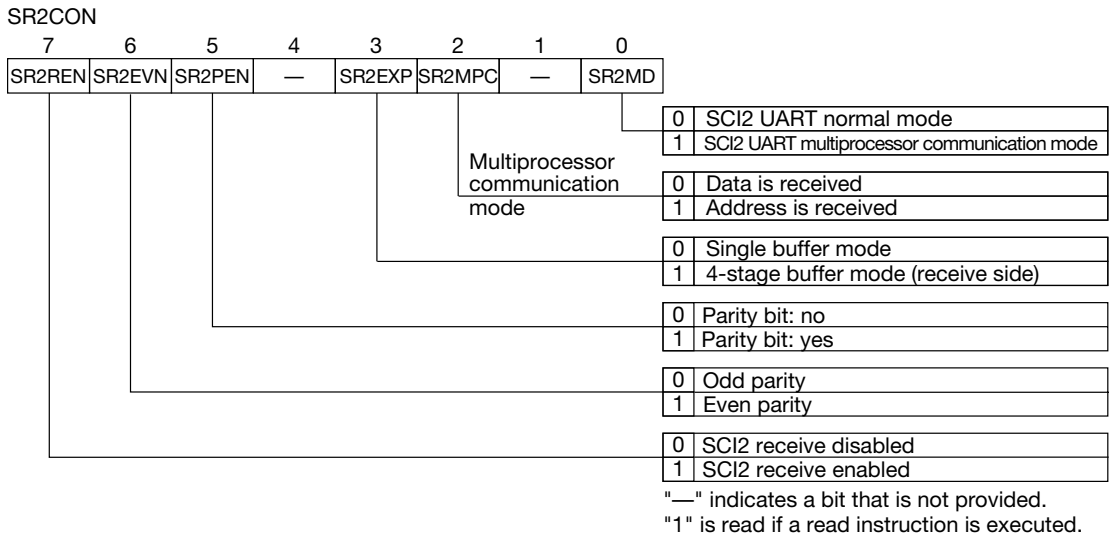 SR2CON
7 6 5 4 3 2 1 0
SR2REN SR2EVN SR2PEN — SR2EXP SR2MPC — SR2MD
0 SCI2 UART normal mode
1 SCI2 UART multiprocessor communication mode
Multiprocessor
communication
mode
0 Data is received
1 Address is received
0 Single buffer mode
1 4-stage buffer mode (receive side)
0 Parity bit: no
1 Parity bit: yes
0 Odd parity
1 Even parity
0 SCI2 receive disabled
1 SCI2 receive enabled
"—" indicates a bit that is not provided.
"1" is read if a read instruction is executed.